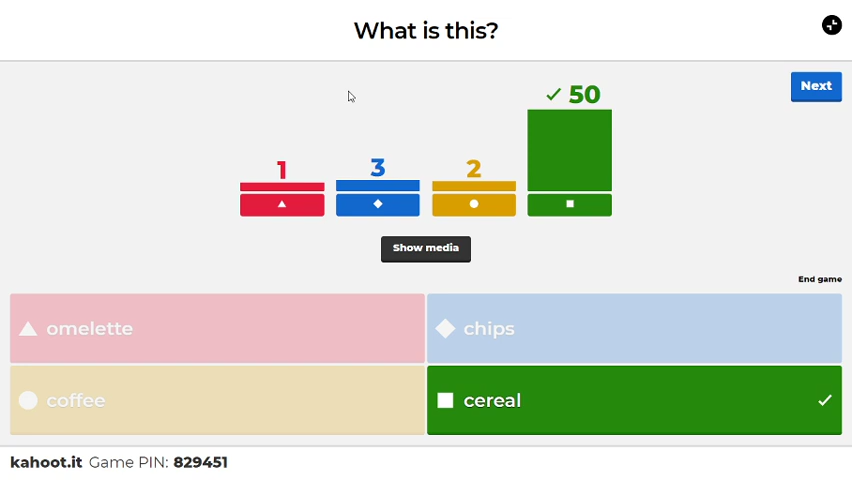 What is this?
Next
50
1
3
2
Show media
End game
omelette
chips
coffee
cereal
kahoot.it Game PIN: 829451